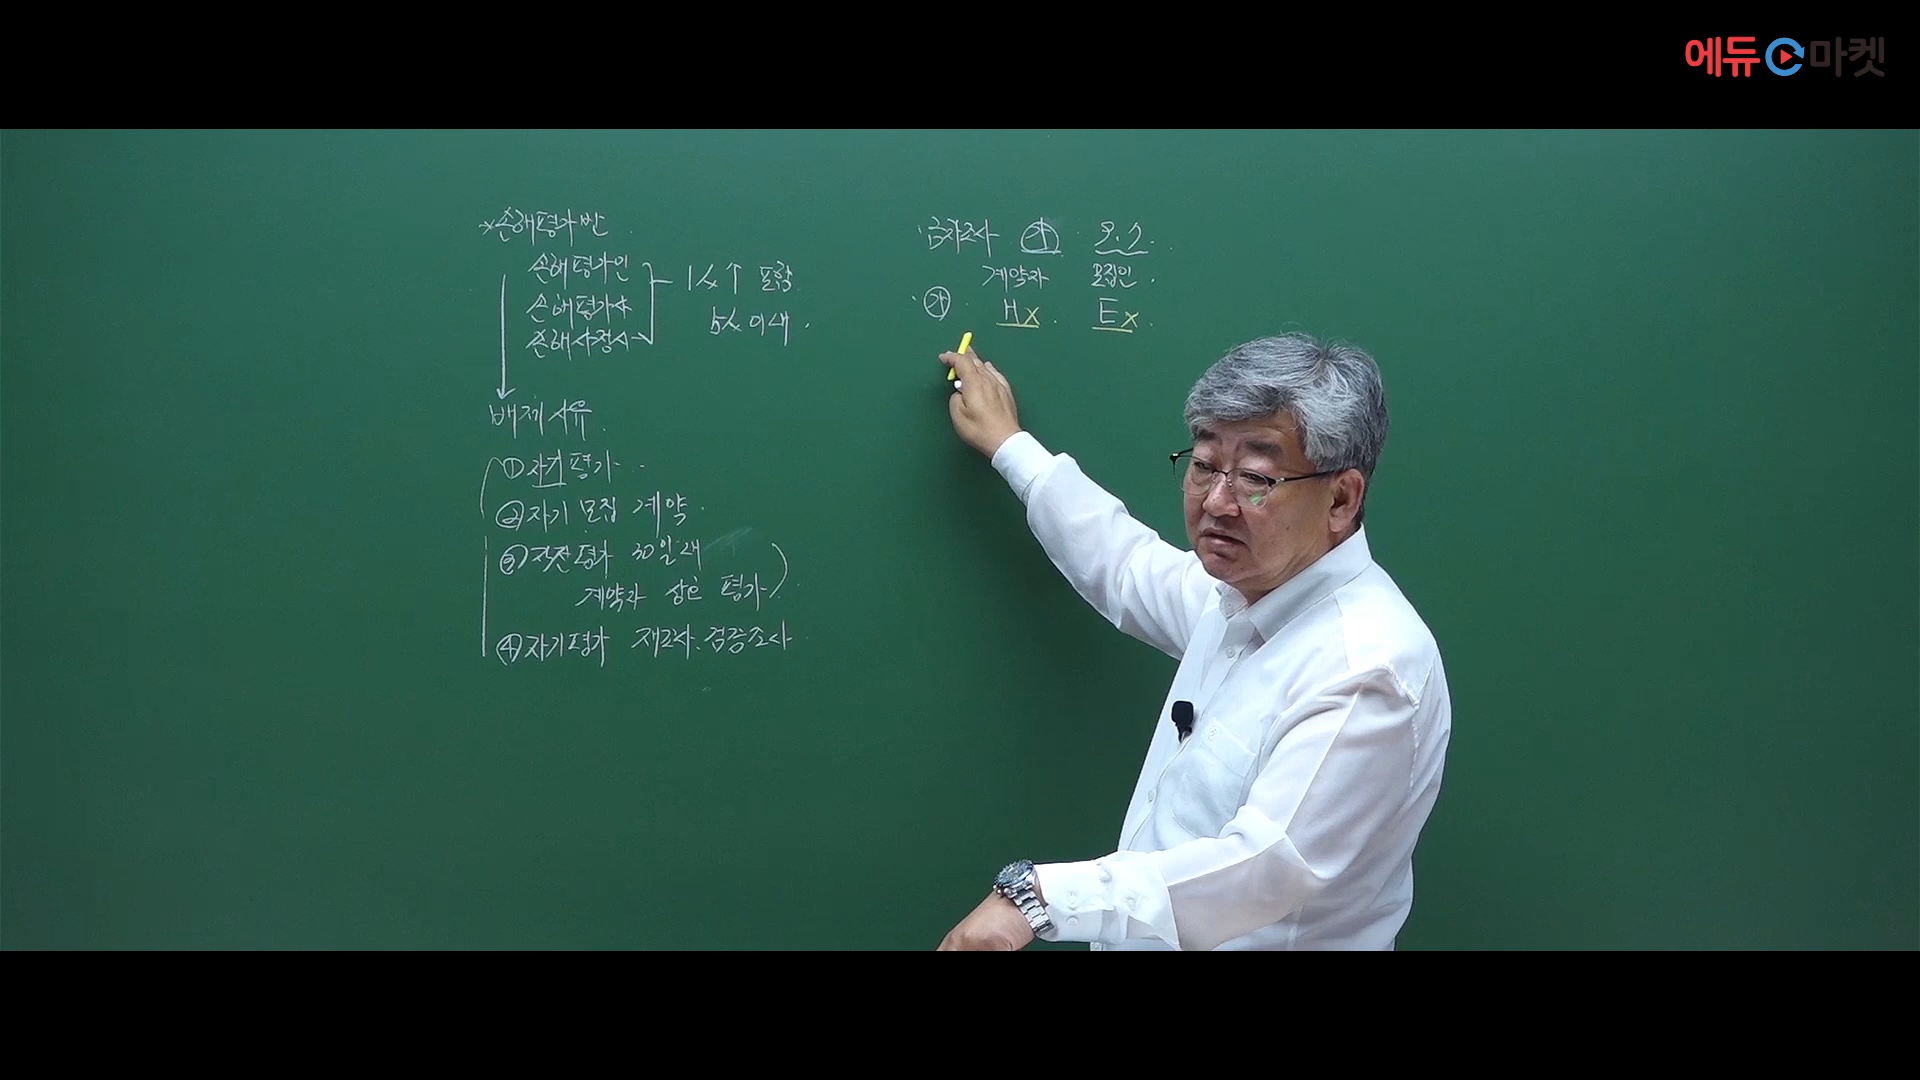 에듀 마켓
*손해평가반
손해평가인
손해평가사
손해사정사
1人↑ 포함
5人 이내.
배제사유.
①자기평가
②자기 모집 계약.
③직전평가 30일내
계약자 상호 평가
④자기평가 재조사. 검증조사
계약자 모집인.
㉮ H x. E x.